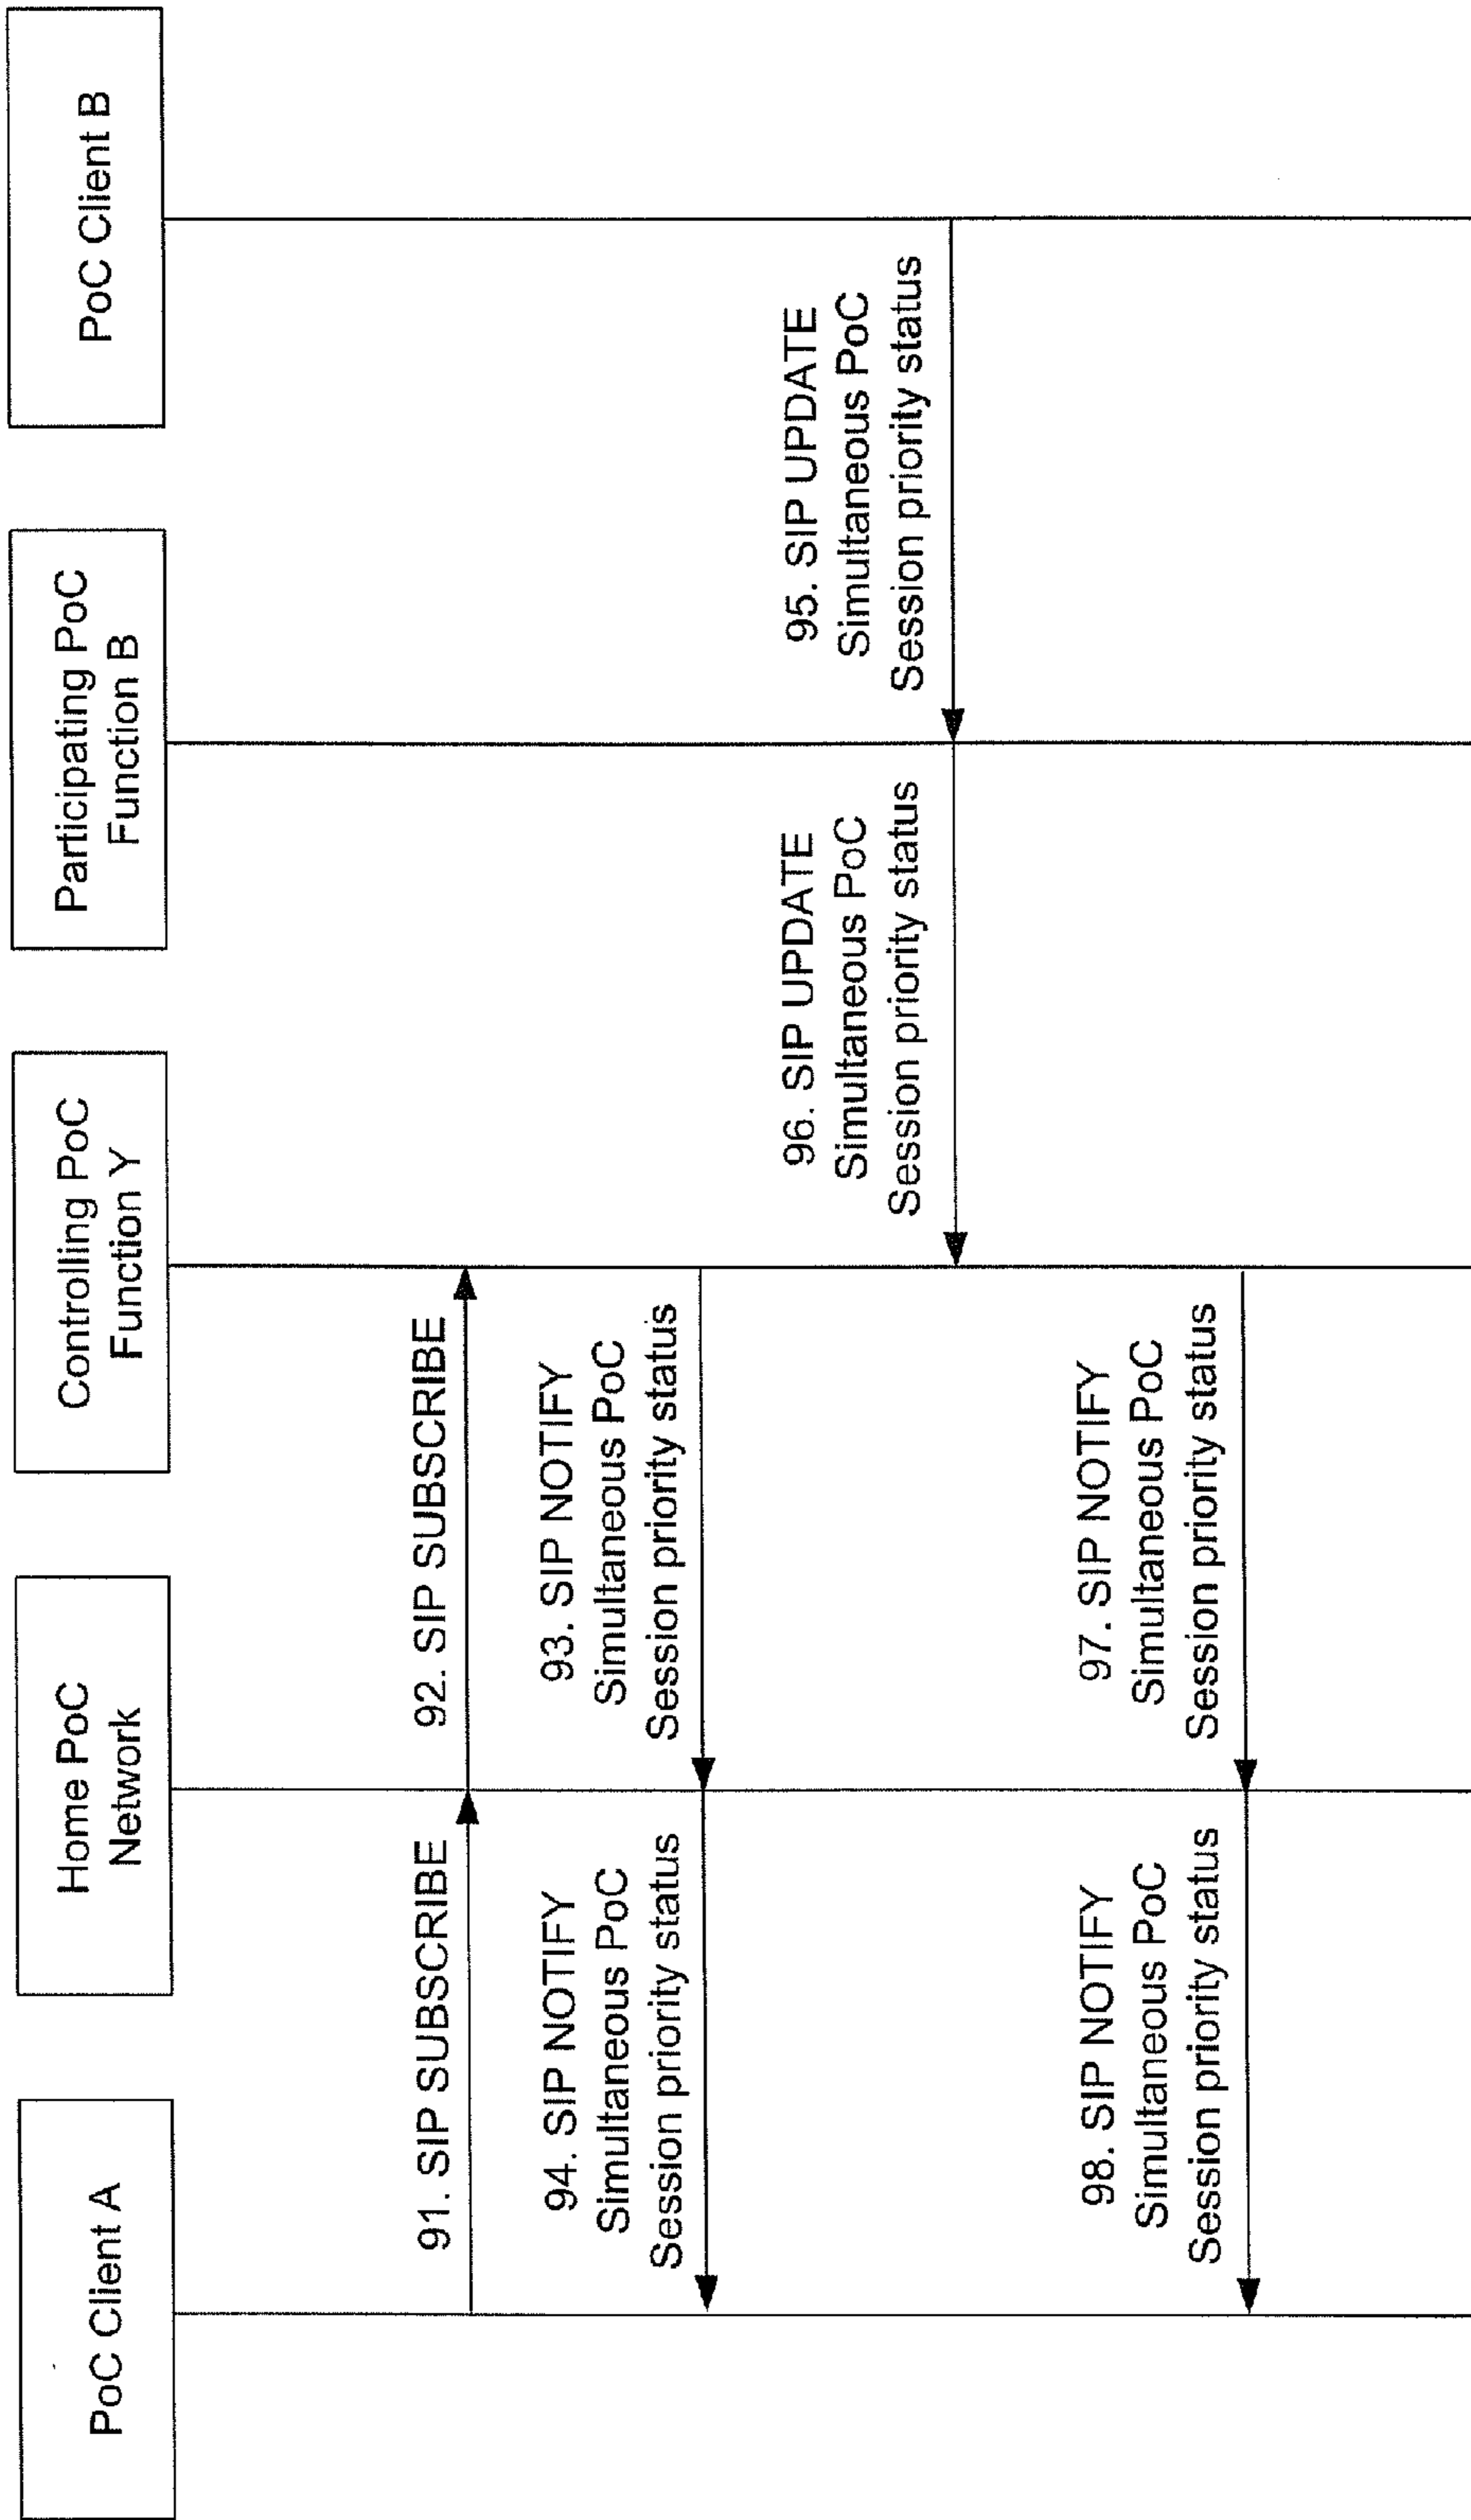 PoC Client A
Home PoC
Network
Controlling PoC
Function Y
Participating PoC
Function B
PoC Client B
91. SIP SUBSCRIBE
92. SIP SUBSCRIBE
93. SIP NOTIFY
Simultaneous PoC
Session priority status
94. SIP NOTIFY
Simultaneous PoC
Session priority status
95. SIP UPDATE
Simultaneous PoC
Session priority status
96. SIP UPDATE
Simultaneous PoC
Session priority status
97. SIP NOTIFY
Simultaneous PoC
Session priority status
98. SIP NOTIFY
Simultaneous PoC
Session priority status